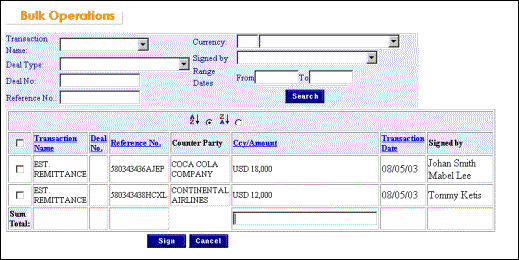 Bulk Operations
Transaction Name:
Currency:
Deal Type:
Signed by
Deal No:
Range Dates
From
To
Reference No.:
Search
A Z
Z A
Transaction Name
Deal No.
Reference No.
Counter Party
Ccy/Amount
Transaction Date
Signed by
EST. REMITTANCE
580343436AJEP
COCA COLA COMPANY
USD 18,000
08/05/03
Johan Smith
Mabel Lee
EST. REMITTANCE
580343438HCXL
CONTINENTAL AIRLINES
USD 12,000
08/05/03
Tommy Ketis
Sum Total:
Sign
Cancel